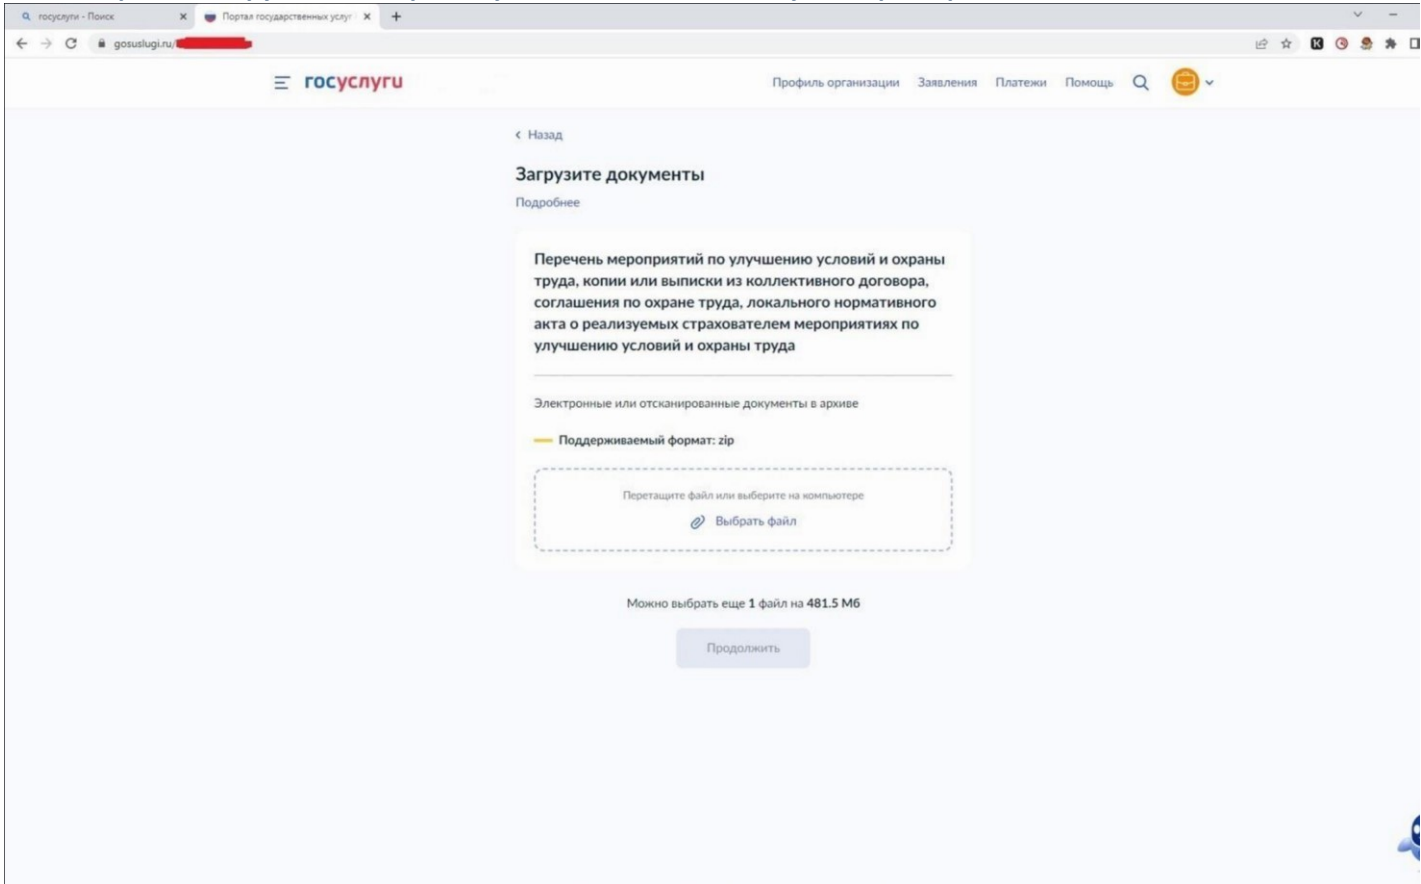 госуслуги - Поиск
Портал государственных услуг
gosuslugi.ru/
госуслуги
Профиль организации Заявления Платежи Помощь
Назад
Загрузите документы
Подробнее
Перечень мероприятий по улучшению условий и охраны
труда, копии или выписки из коллективного договора,
соглашения по охране труда, локального нормативного
акта о реализуемых страхователем мероприятиях по
улучшению условий и охраны труда
Электронные или отсканированные документы в архиве
Поддерживаемый формат: zip
Перетащите файл или выберите на компьютере
Выбрать файл
Можно выбрать еще 1 файл на 481.5 Мб
Продолжить